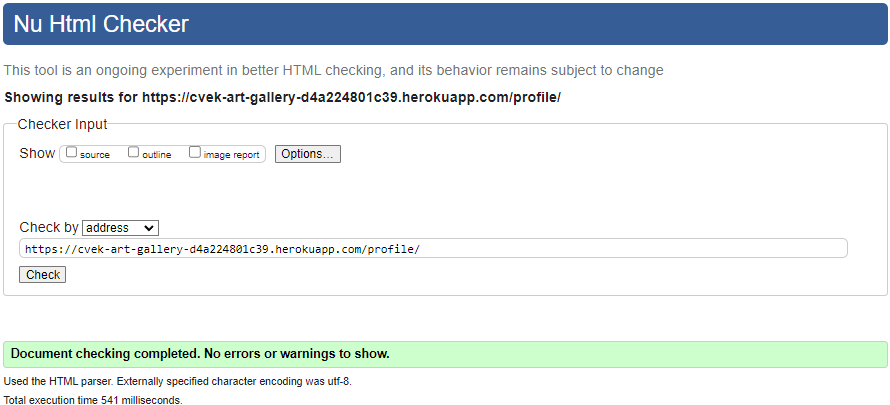 Nu Html Checker
This tool is an ongoing experiment in better HTML checking, and its behavior remains subject to change
Showing results for https://cvek-art-gallery-d4a224801c39.herokuapp.com/profile/
Checker Input
Show source outline image report Options...
Check by address
https://cvek-art-gallery-d4a224801c39.herokuapp.com/profile/
Check
Document checking completed. No errors or warnings to show.
Used the HTML parser. Externally specified character encoding was utf-8.
Total execution time 541 milliseconds.